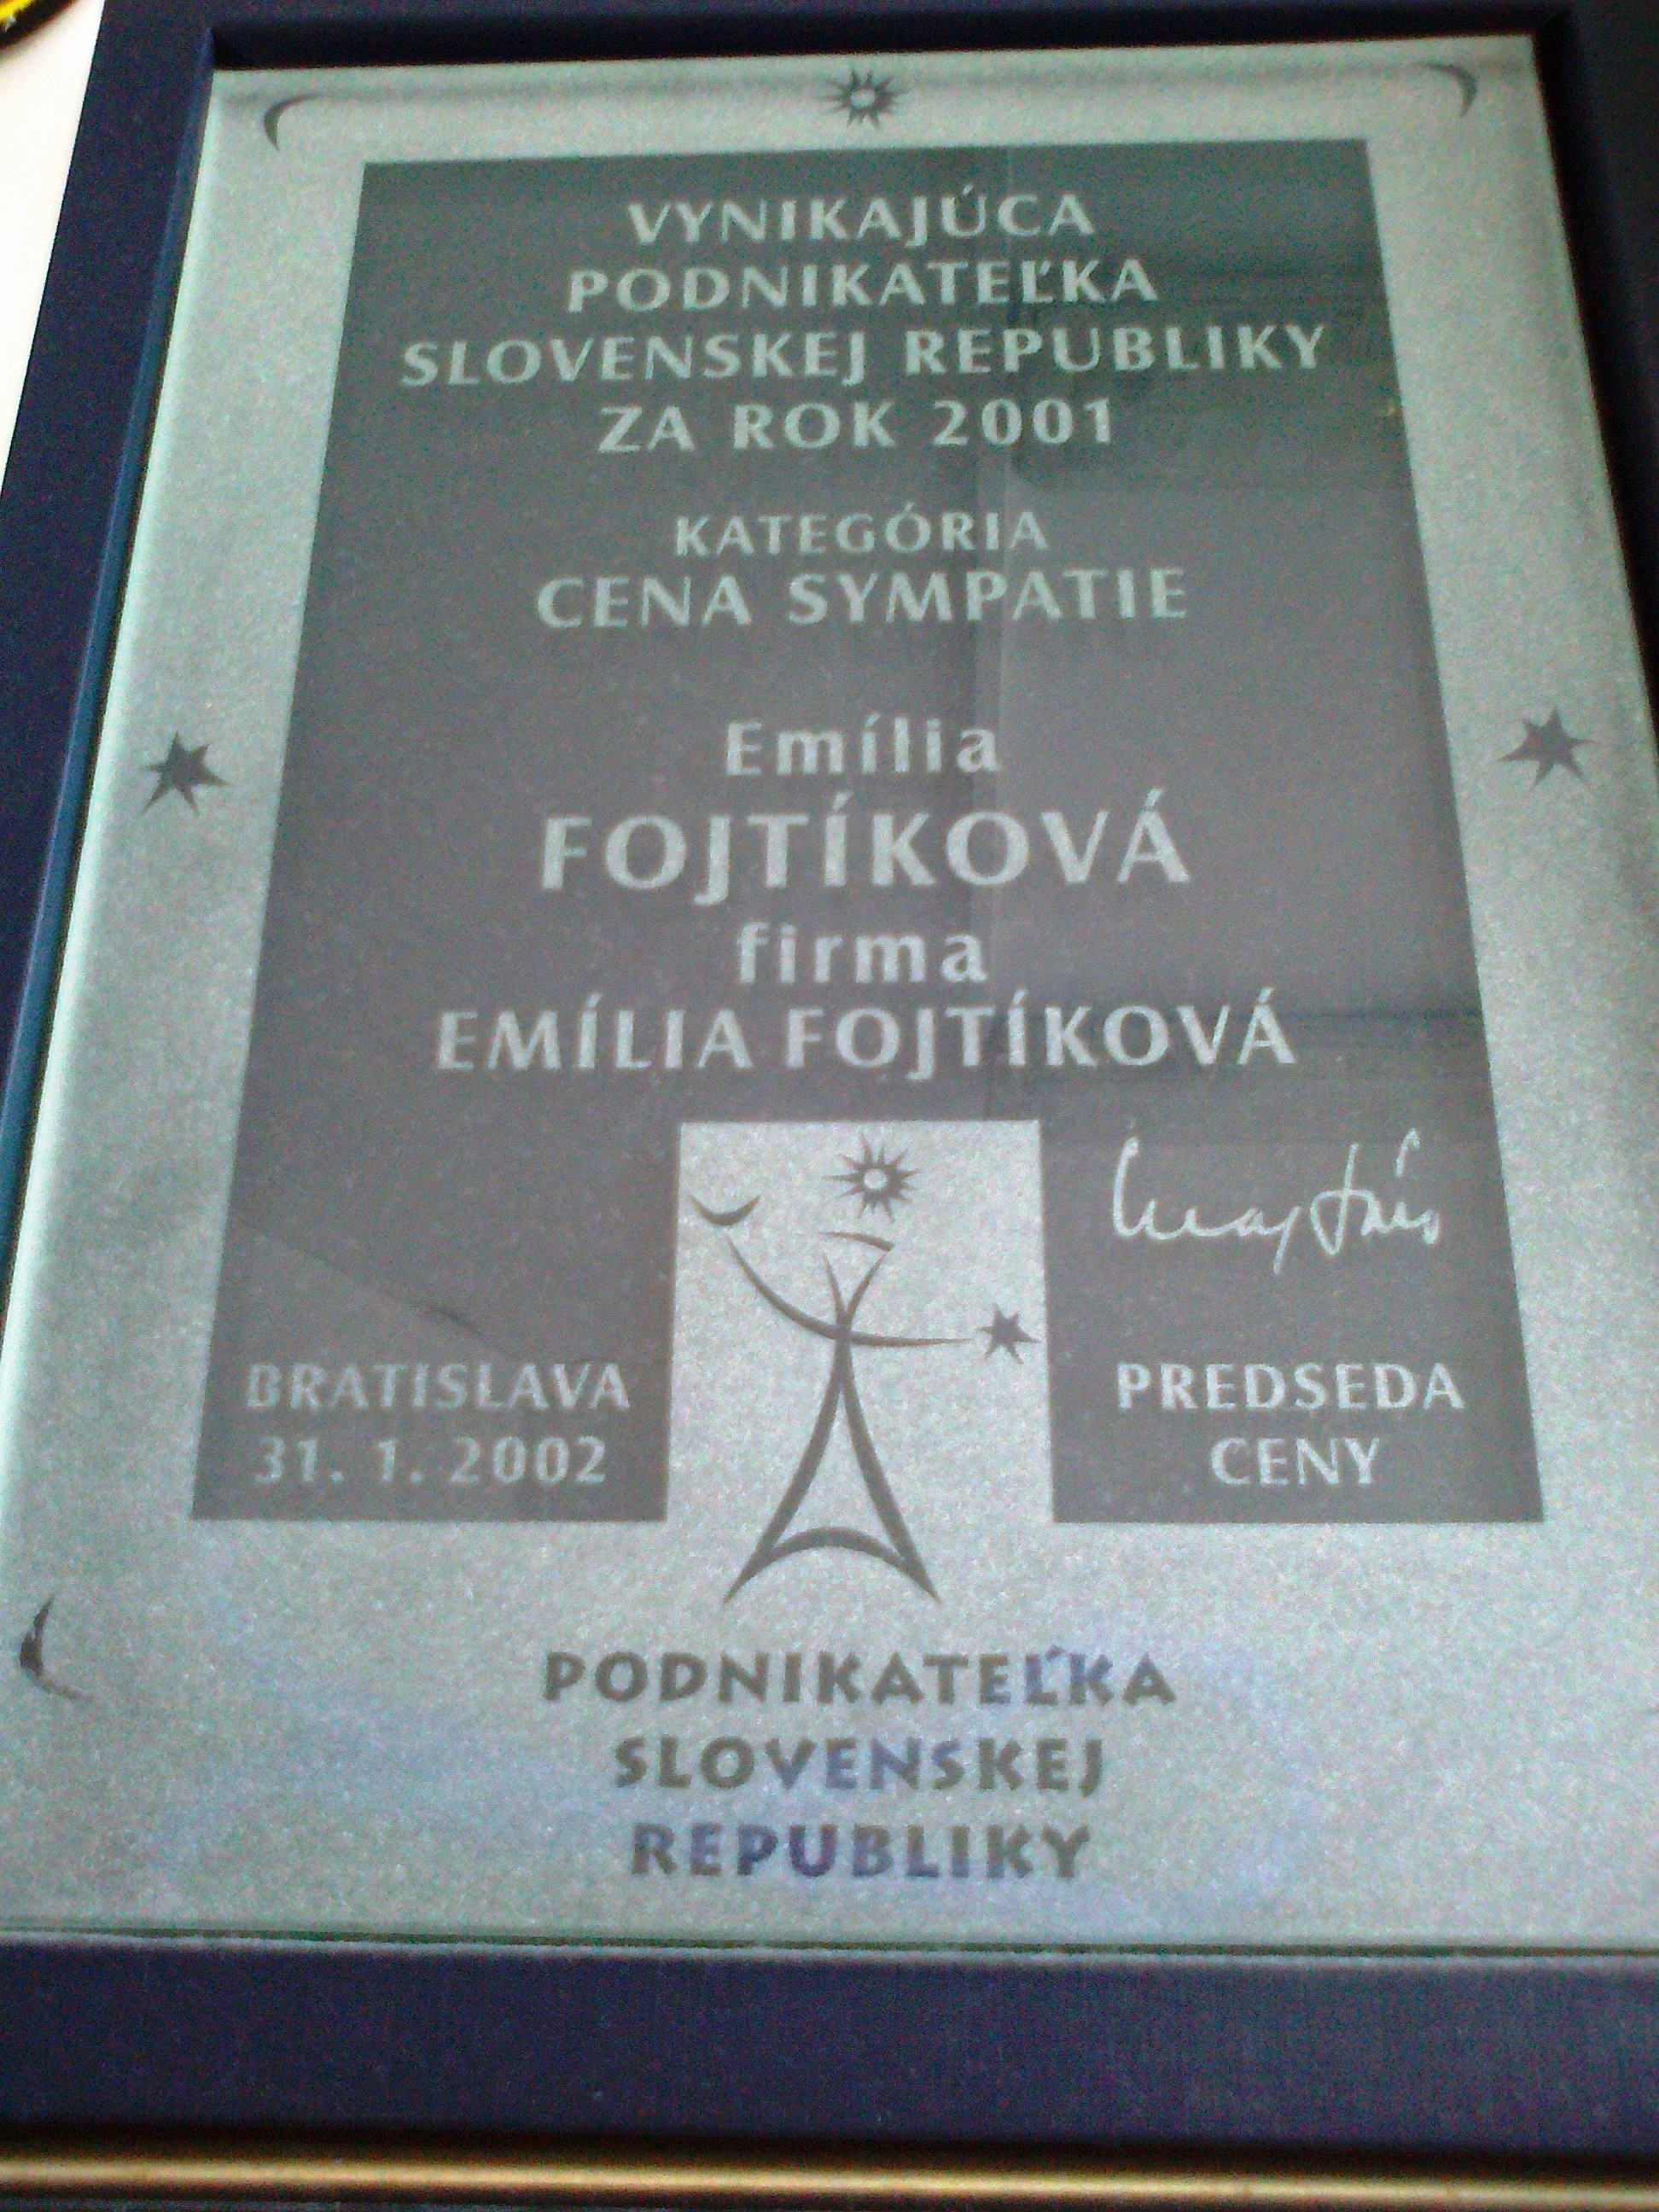 VYNIKAJÚCA
PODNIKATEĽKA
SLOVENSKEJ REPUBLIKY
ZA ROK 2001
KATEGÓRIA
CENA SYMPATIE
Emília
FOJTÍKOVÁ
firma
EMÍLIA FOJTÍKOVÁ
BRATISLAVA
31. 1. 2002
PREDSEDA
CENY
PODNIKATEĽKA
SLOVENSKEJ
REPUBLIKY